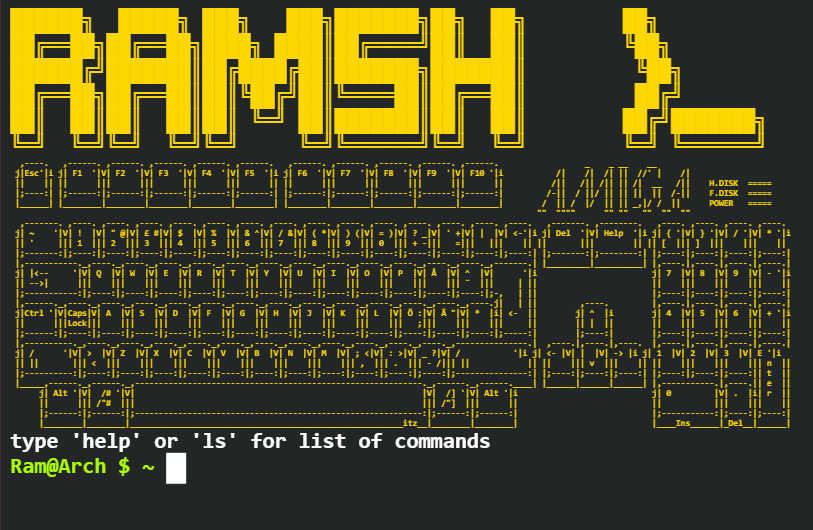 RAMSH >_
Esc F1 F2 F3 F4 F5 F6 F7 F8 F9 F10
H.DISK =====
F.DISK =====
POWER =====
~ ! " @ £ # $ % & ^ / & ( * ) ( = ) ? _ ' + | <- Del Help { } / *
' 1 2 3 4 5 6 7 8 9 0 + - = [ ]
|<-- Q W E R T Y U I O P Å ^ 7 8 9 -
-->| ¨
Ctrl Caps A S D F G H J K L Ö : Ä " * <- ^ 4 5 6 +
Lock ; |
/ > Z X C V B N M ; < : > _ ? / <- | -> 1 2 3 E
< , . - / v n
t
e
Alt /# /] Alt 0 . r
/"# /"]
itz Ins Del
type 'help' or 'ls' for list of commands
Ram@Arch $ ~